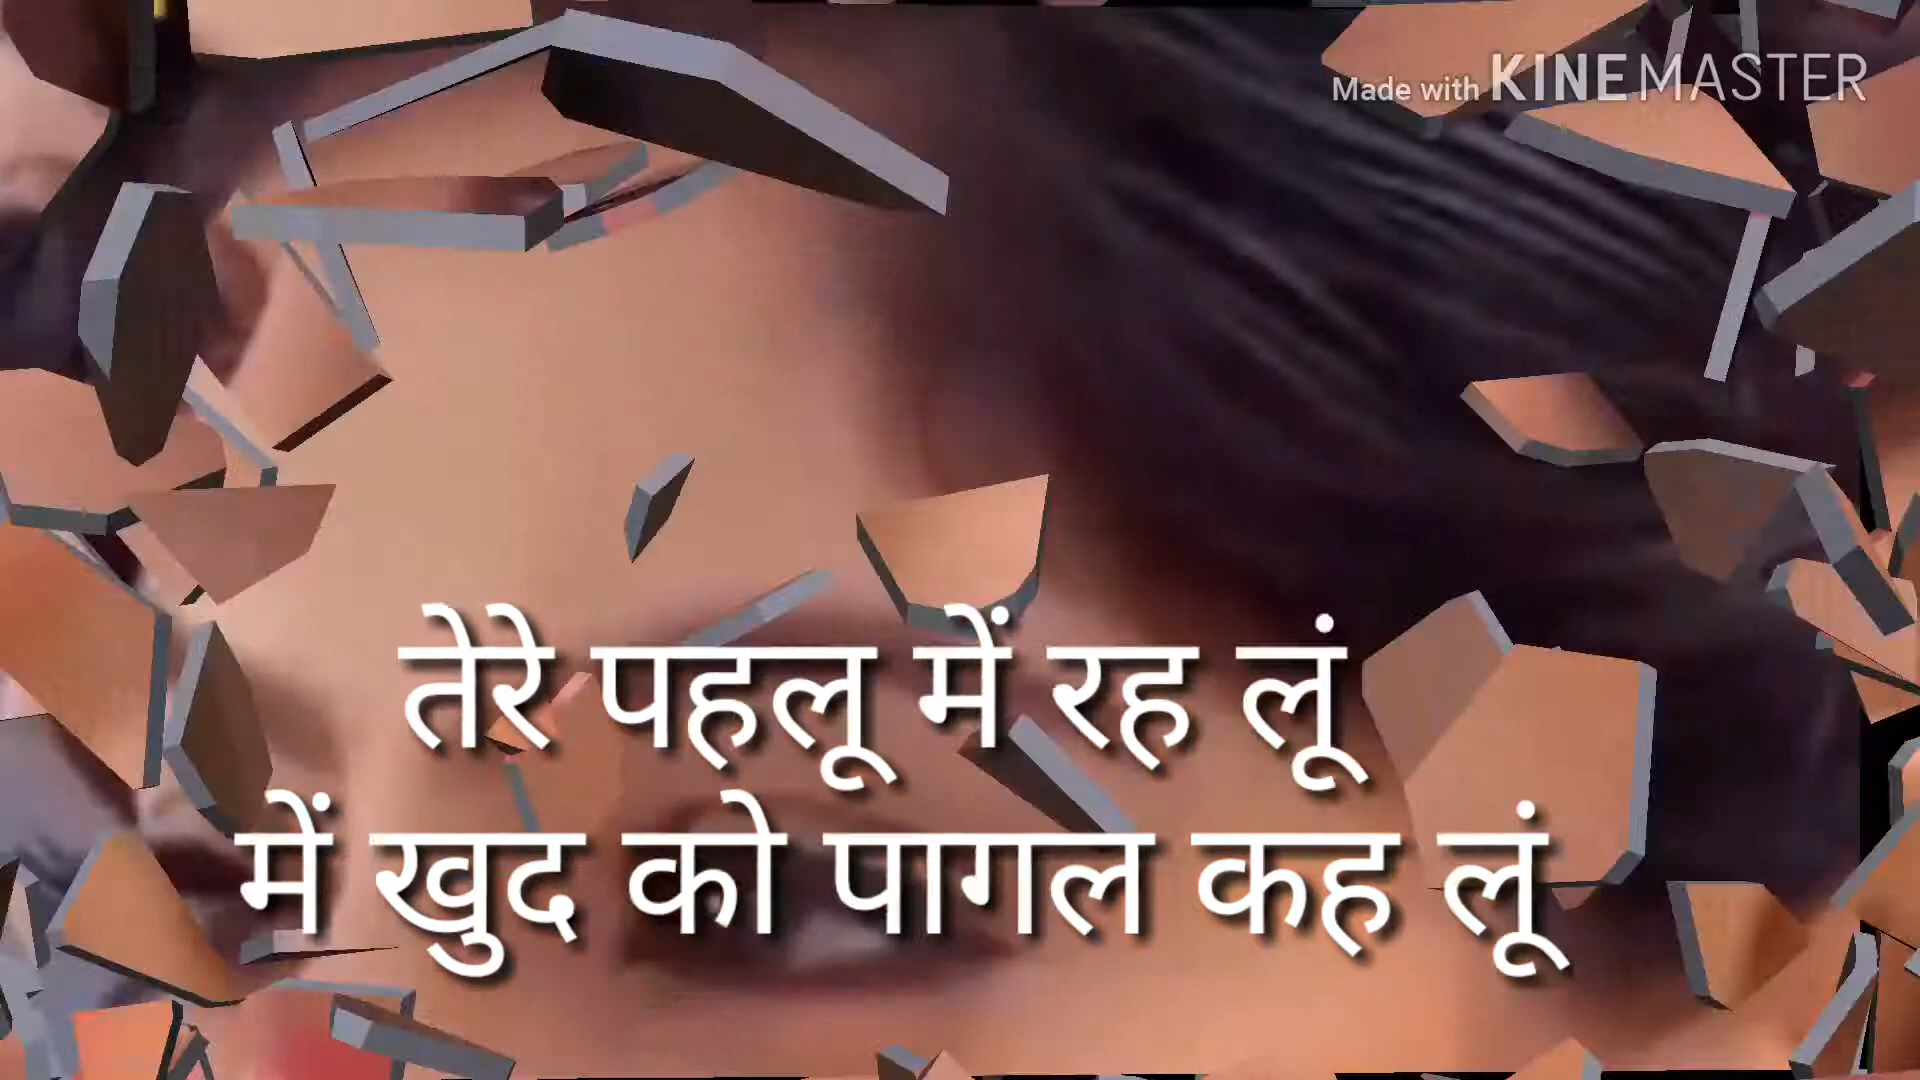 Made with KINEMASTER
तेरे पहलू में रह लूं
में खुद को पागल कह लूं